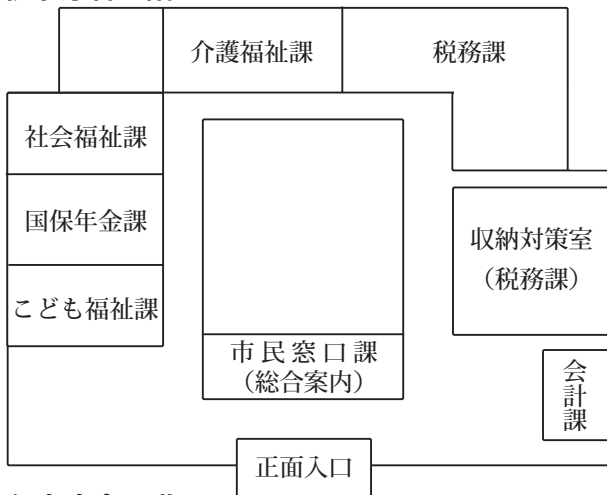 介護福祉課
税務課
社会福祉課
国保年金課
こども福祉課
収納対策室
（税務課）
市民窓口課
（総合案内）
会計課
正面入口